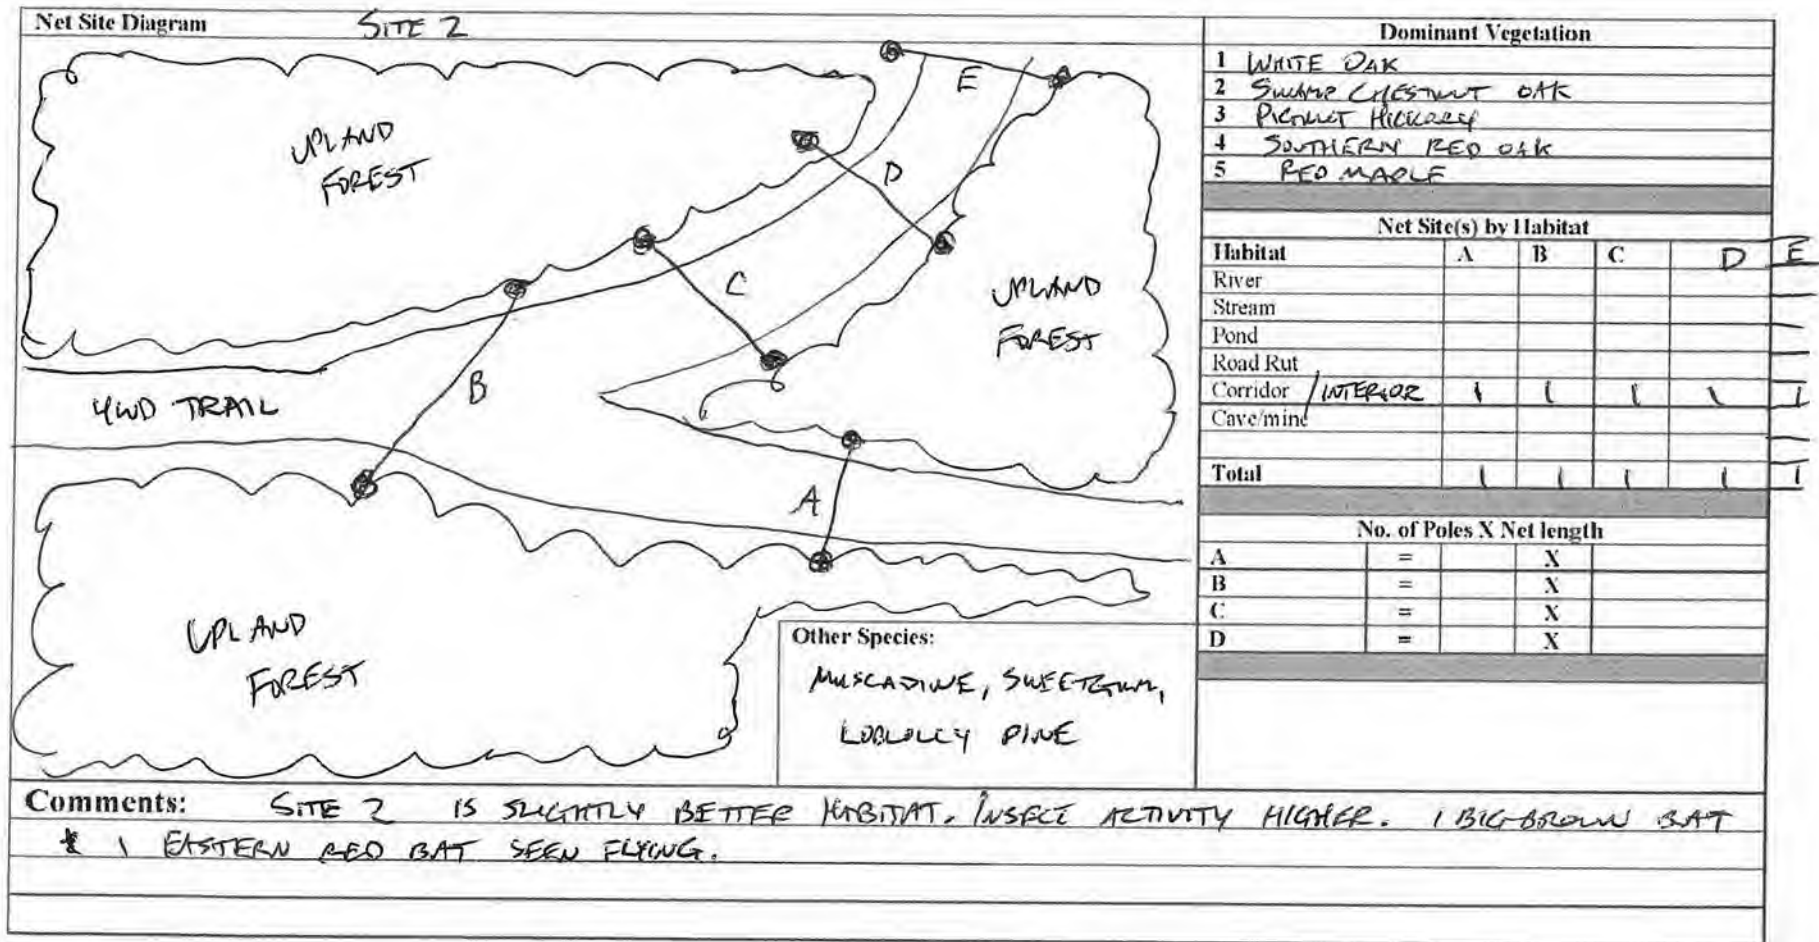 Net Site Diagram SITE 2
UPLAND
FOREST
E
D
C
B
UPLAND
FOREST
4WD TRAIL
A
UPLAND
FOREST
Other Species:
MUSCADINE, SWEETGUM,
LOBLOLLY PINE
Dominant Vegetation
1 WHITE OAK
2 SWAMP CHESTNUT OAK
3 PIGNUT HICKORY
4 SOUTHERN RED OAK
5 RED MAPLE
Net Site(s) by Habitat
Habitat A B C D E
River
Stream
Pond
Road Rut
Corridor / INTERIOR 1 1 1 1 1
Cave/mine
Total 1 1 1 1 1
No. of Poles X Net length
A = X
B = X
C = X
D = X
Comments: SITE 2 IS SLIGHTLY BETTER HABITAT. INSECT ACTIVITY HIGHER. 1 BIG BROWN BAT
& 1 EASTERN RED BAT SEEN FLYING.